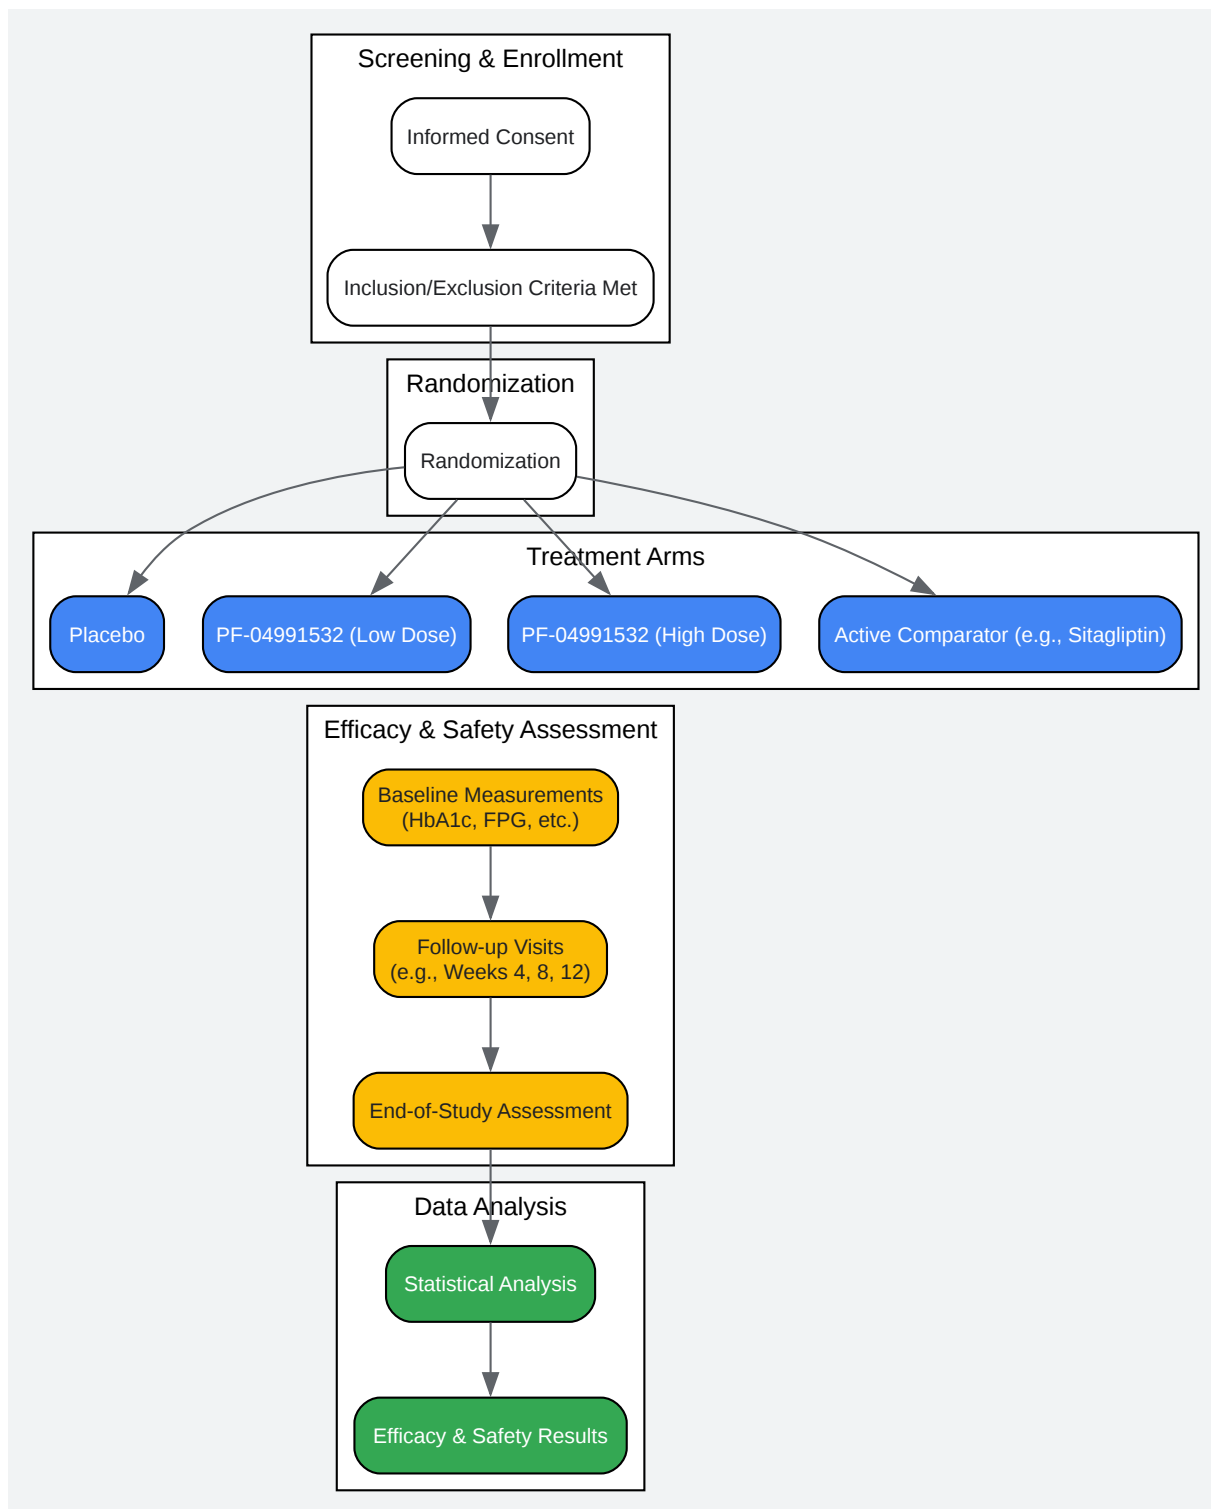 Screening & Enrollment
Informed Consent
Inclusion/Exclusion Criteria Met
Randomization
Randomization
Treatment Arms
Placebo
PF-04991532 (Low Dose)
PF-04991532 (High Dose)
Active Comparator (e.g., Sitagliptin)
Efficacy & Safety Assessment
Baseline Measurements
(HbA1c, FPG, etc.)
Follow-up Visits
(e.g., Weeks 4, 8, 12)
End-of-Study Assessment
Data Analysis
Statistical Analysis
Efficacy & Safety Results